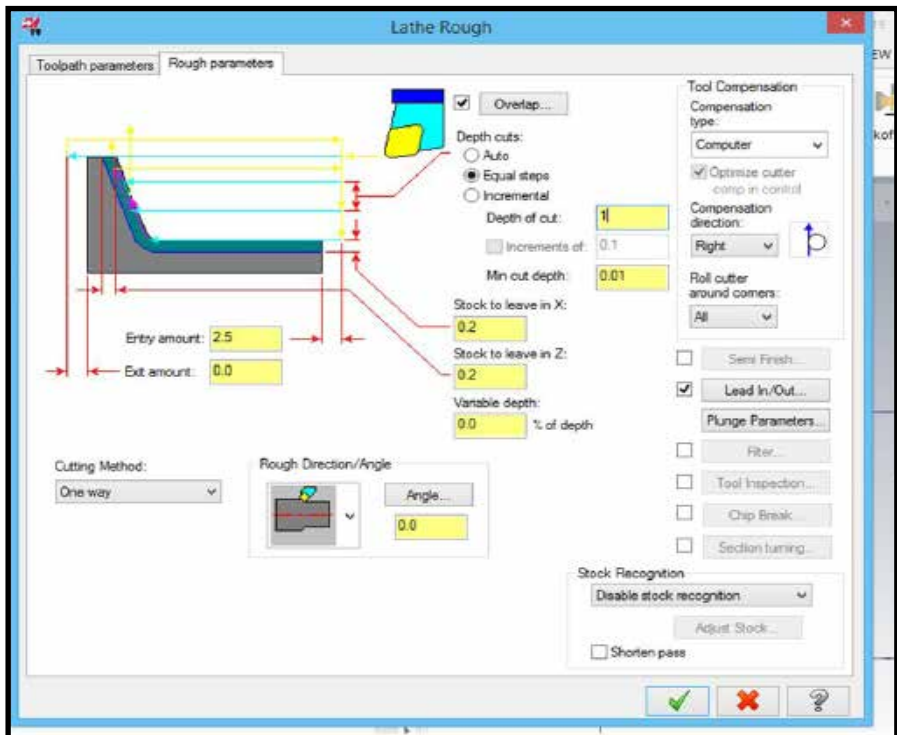 Lathe Rough
EW
Toolpath parameters
Rough parameters
Overlap...
Depth cuts:
Auto
Equal steps
Incremental
Depth of cut:
1
Increments of:
0.1
Min cut depth:
0.01
Stock to leave in X:
0.2
Stock to leave in Z:
0.2
Variable depth:
0.0
% of depth
Entry amount:
2.5
Exit amount:
0.0
Cutting Method:
One way
Rough Direction/Angle
Angle...
0.0
Tool Compensation
Compensation
type:
Computer
Optimize cutter
comp in control
Compensation
direction:
Right
Roll cutter
around corners:
All
Semi Finish...
Lead In/Out...
Plunge Parameters...
Filter...
Tool Inspection...
Chip Break...
Section turning...
Stock Recognition
Disable stock recognition
Adjust Stock...
Shorten pass
kof